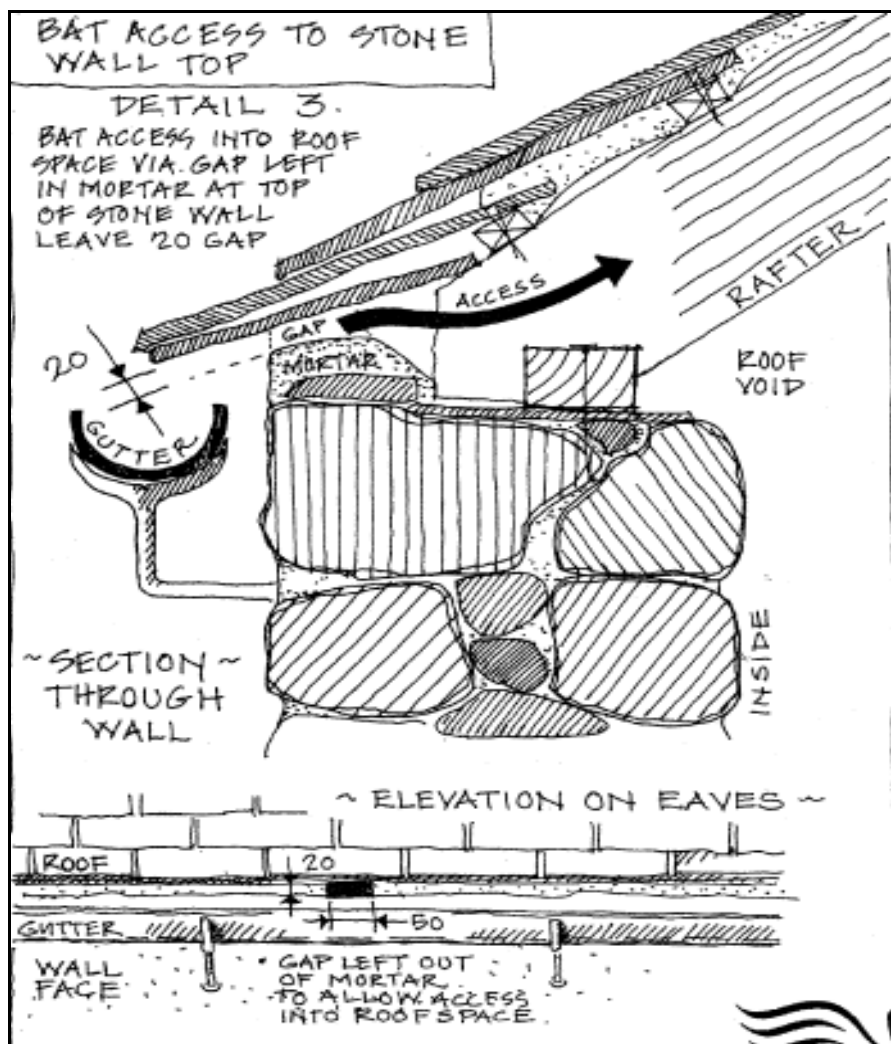 BAT ACCESS TO STONE
WALL TOP
DETAIL 3.
BAT ACCESS INTO ROOF
SPACE VIA. GAP LEFT
IN MORTAR AT TOP
OF STONE WALL
LEAVE 20 GAP
ACCESS
RAFTER
GAP
20
MORTAR
ROOF
VOID
GUTTER
~ SECTION ~
THROUGH
WALL
INSIDE
~ ELEVATION ON EAVES ~
ROOF
20
50
GUTTER
WALL
FACE
GAP LEFT OUT
OF MORTAR
TO ALLOW ACCESS
INTO ROOF SPACE.